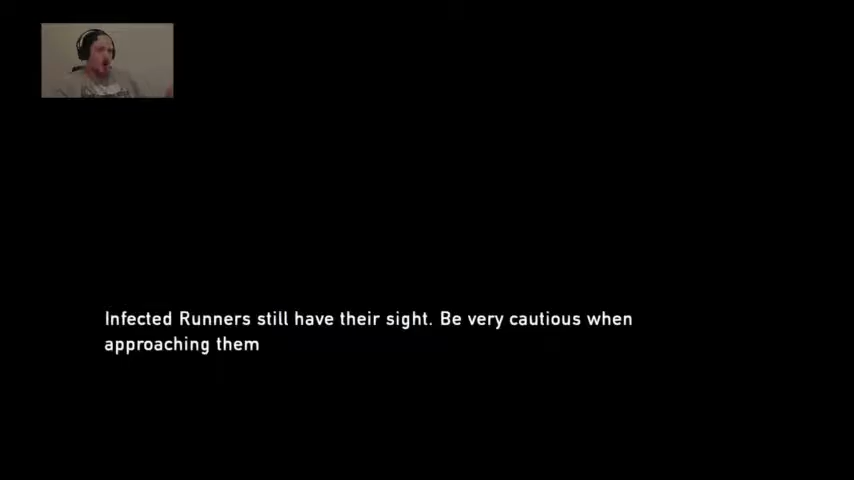 Infected Runners still have their sight. Be very cautious when
approaching them